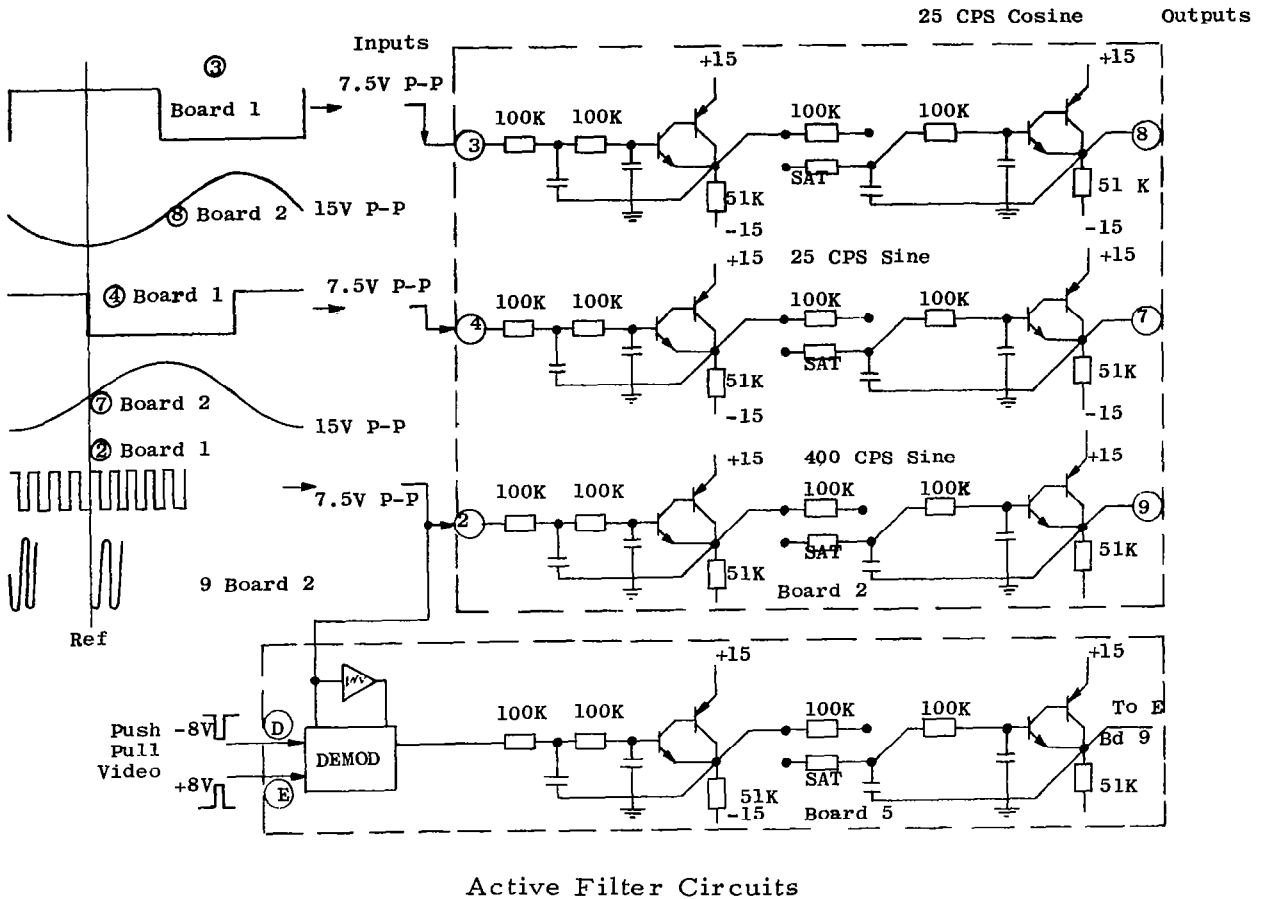 25 CPS Cosine Outputs
Inputs
3
Board 1
7.5V P-P
+15
+15
100K 100K 100K 100K
3
8
SAT
51K
51 K
8 Board 2
15V P-P
-15
-15
+15 25 CPS Sine +15
4 Board 1
7.5V P-P
100K 100K 100K 100K
4
7
SAT
51K
51K
7 Board 2
15V P-P
-15
-15
2 Board 1
+15 400 CPS Sine +15
7.5V P-P
100K 100K 100K 100K
2
9
SAT
51K
51K
9 Board 2
Board 2
Ref
+15
+15
INV
Push -8V
Pull
Video
+8V
D
E
DEMOD
100K 100K 100K 100K
To E
Bd 9
SAT
51K
-15
51K
Board 5
Active Filter Circuits